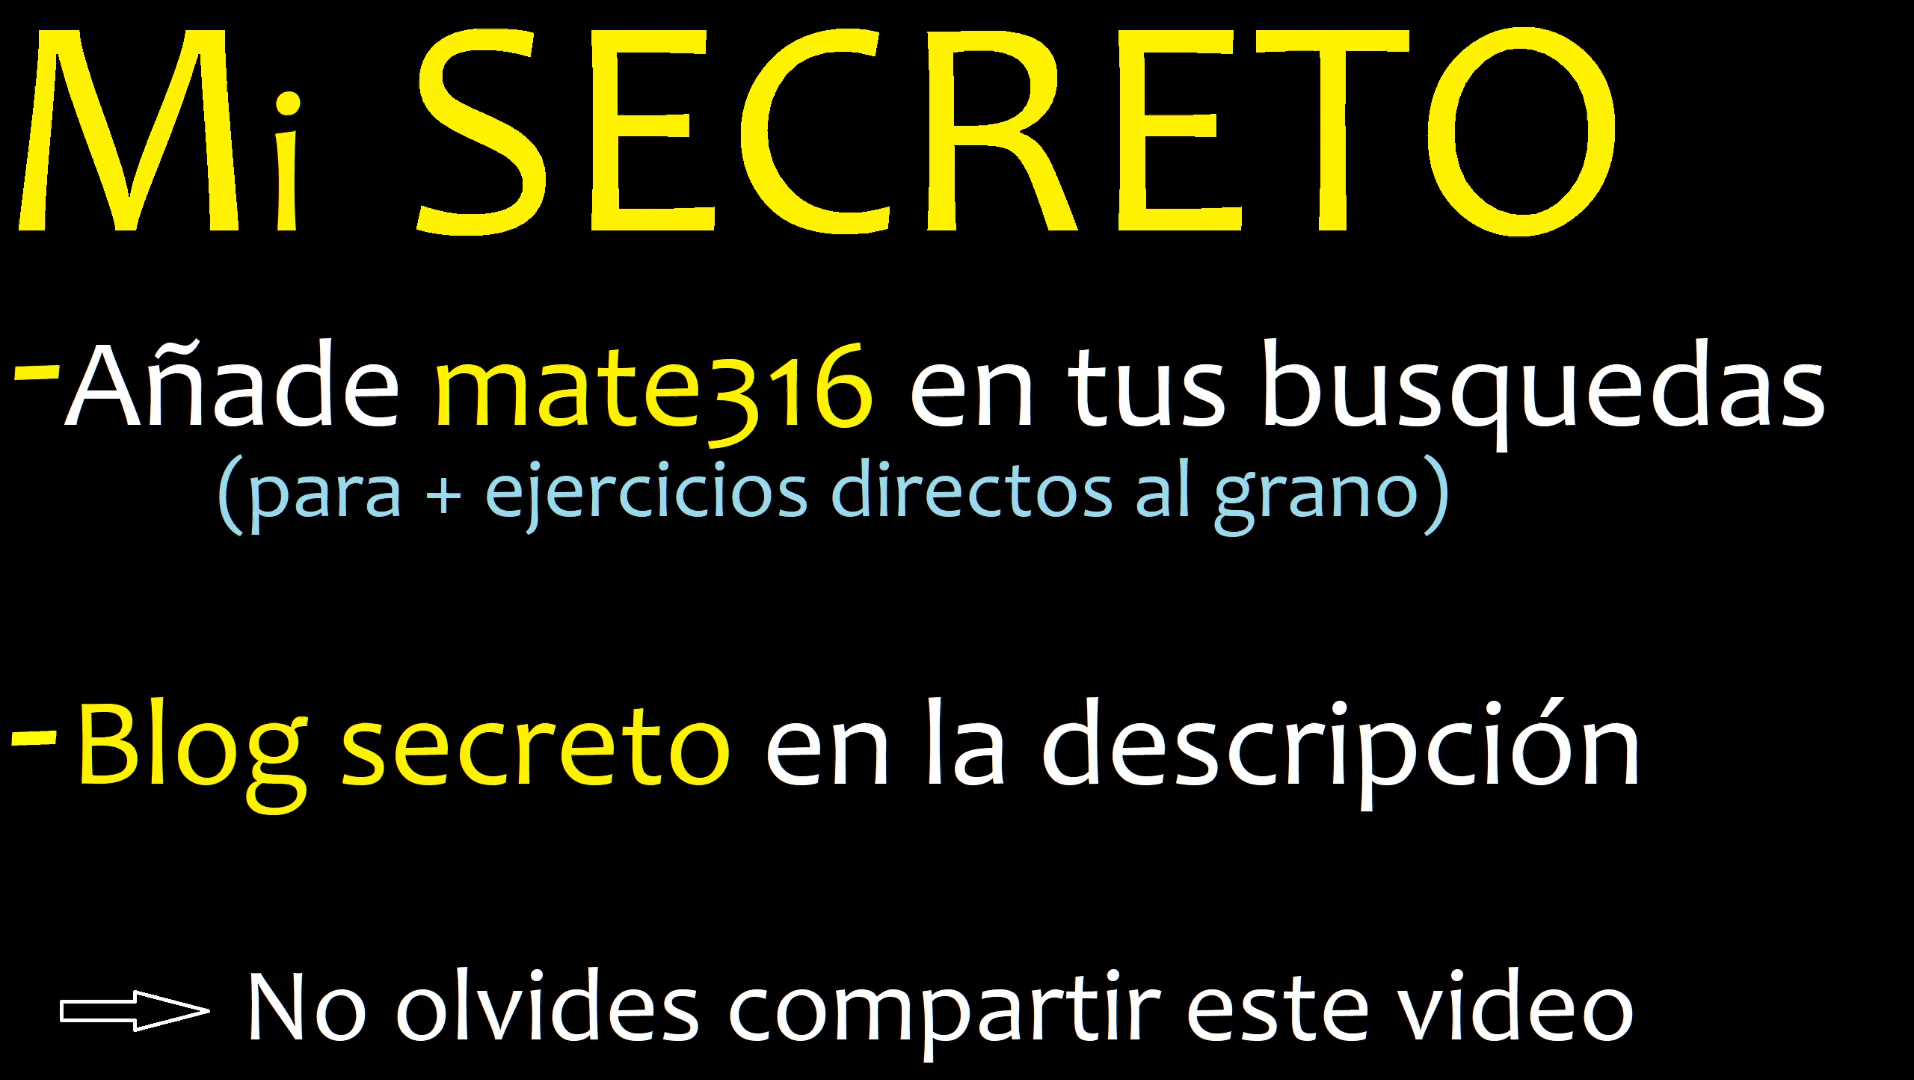 Mi SECRETO
-Añade mate316 en tus busquedas
(para + ejercicios directos al grano)
-Blog secreto en la descripción
No olvides compartir este video